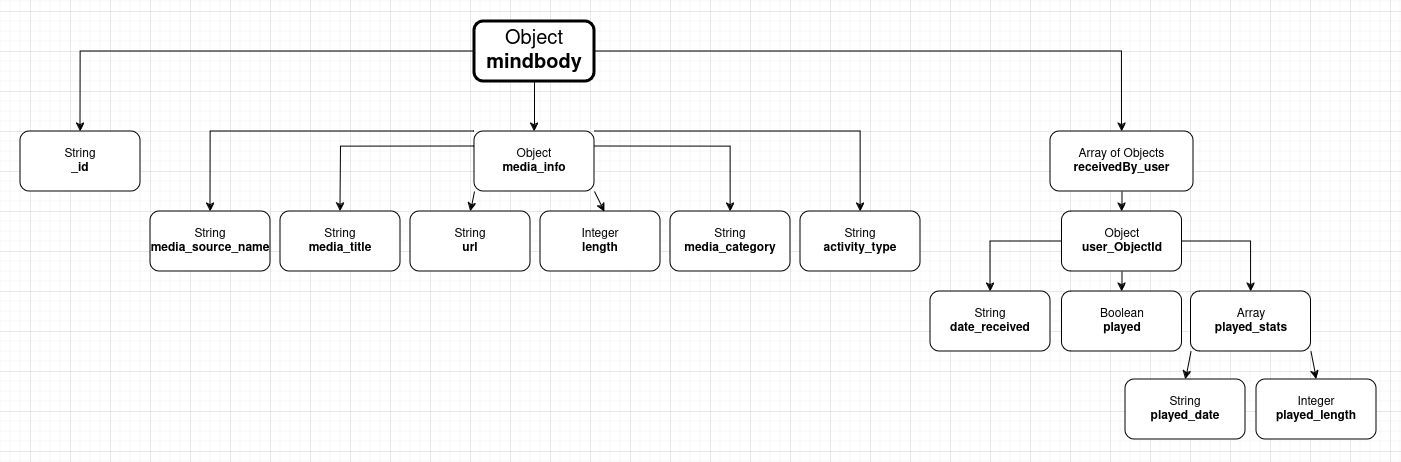 Object
mindbody
String
_id
Object
media_info
Array of Objects
receivedBy_user
String
media_source_name
String
media_title
String
url
Integer
length
String
media_category
String
activity_type
Object
user_ObjectId
String
date_received
Boolean
played
Array
played_stats
String
played_date
Integer
played_length